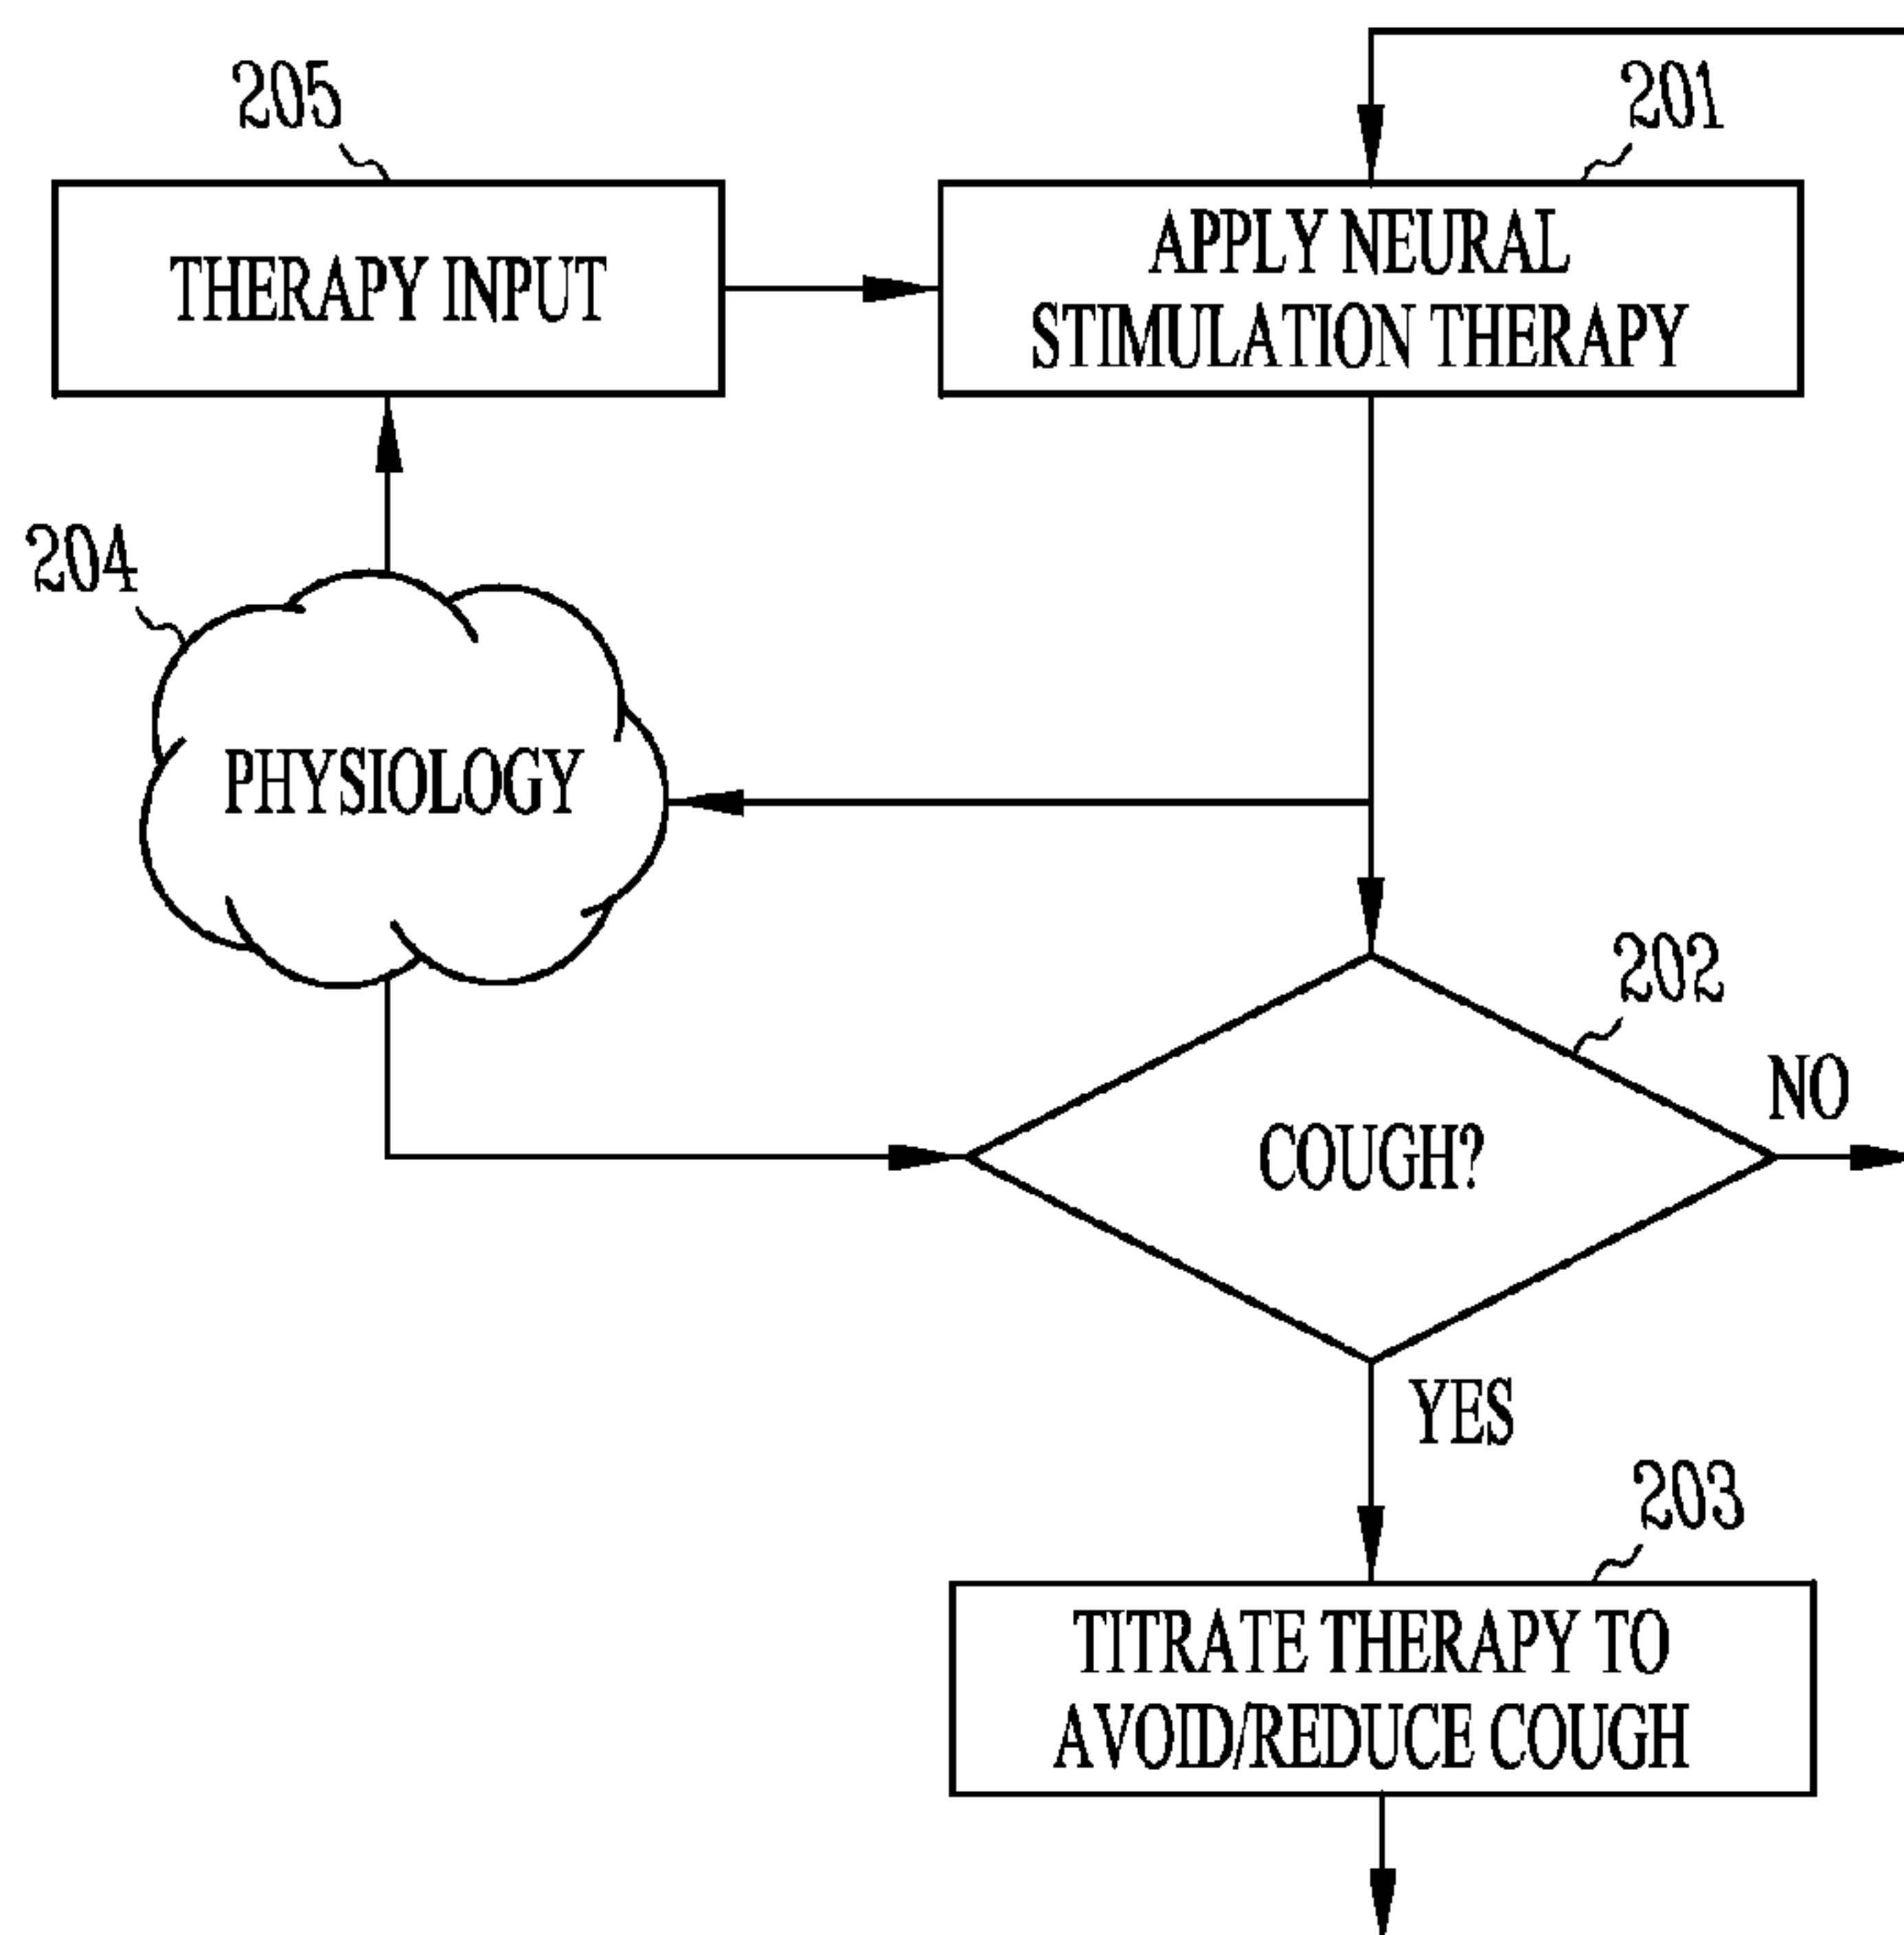 205
201
THERAPY INPUT
APPLY NEURAL
STIMULATION THERAPY
204
PHYSIOLOGY
202
NO
COUGH?
YES
203
TITRATE THERAPY TO
AVOID/REDUCE COUGH